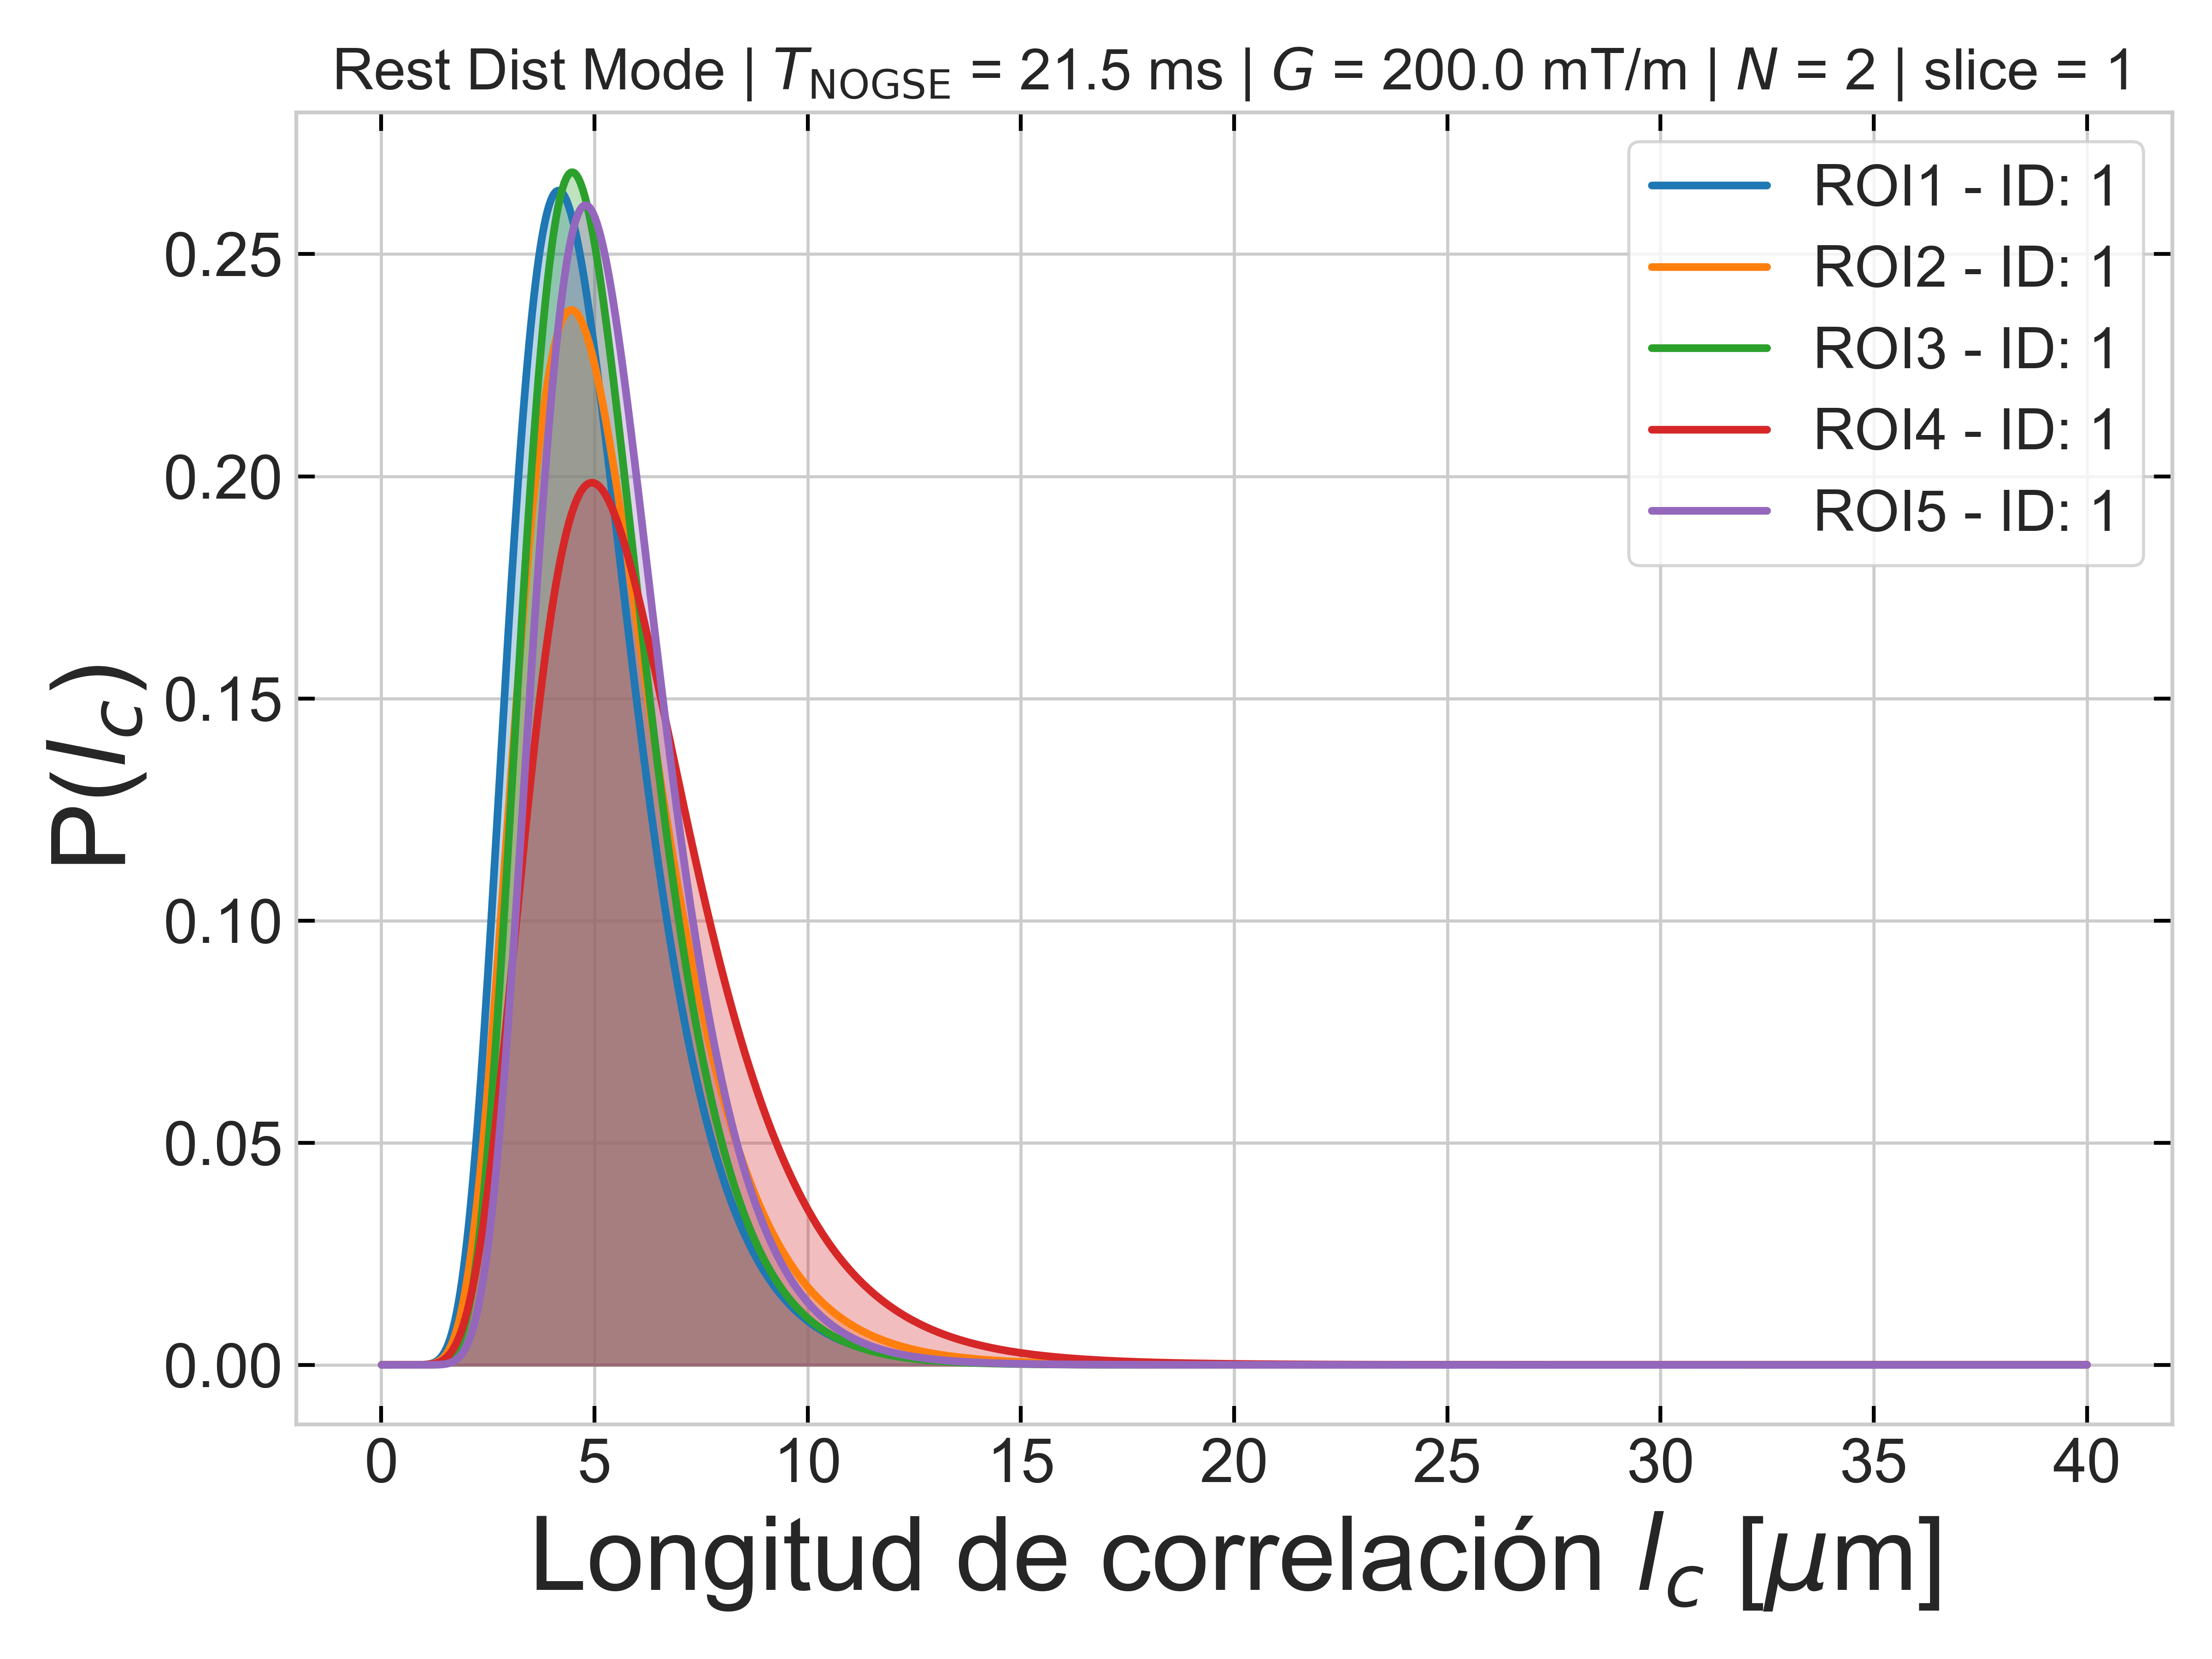 Rest Dist Mode | T_NOGSE = 21.5 ms | G = 200.0 mT/m | N = 2 | slice = 1
ROI1 - ID: 1
ROI2 - ID: 1
ROI3 - ID: 1
ROI4 - ID: 1
ROI5 - ID: 1
P(l_c)
0.25
0.20
0.15
0.10
0.05
0.00
0 5 10 15 20 25 30 35 40
Longitud de correlación l_c [μm]